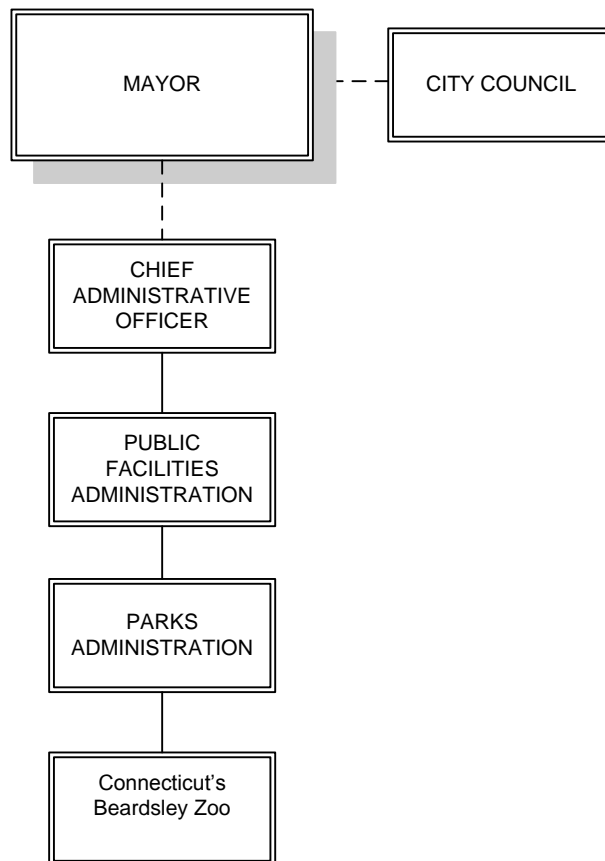 MAYOR
CITY COUNCIL
CHIEF
ADMINISTRATIVE
OFFICER
PUBLIC
FACILITIES
ADMINISTRATION
PARKS
ADMINISTRATION
Connecticut’s
Beardsley Zoo